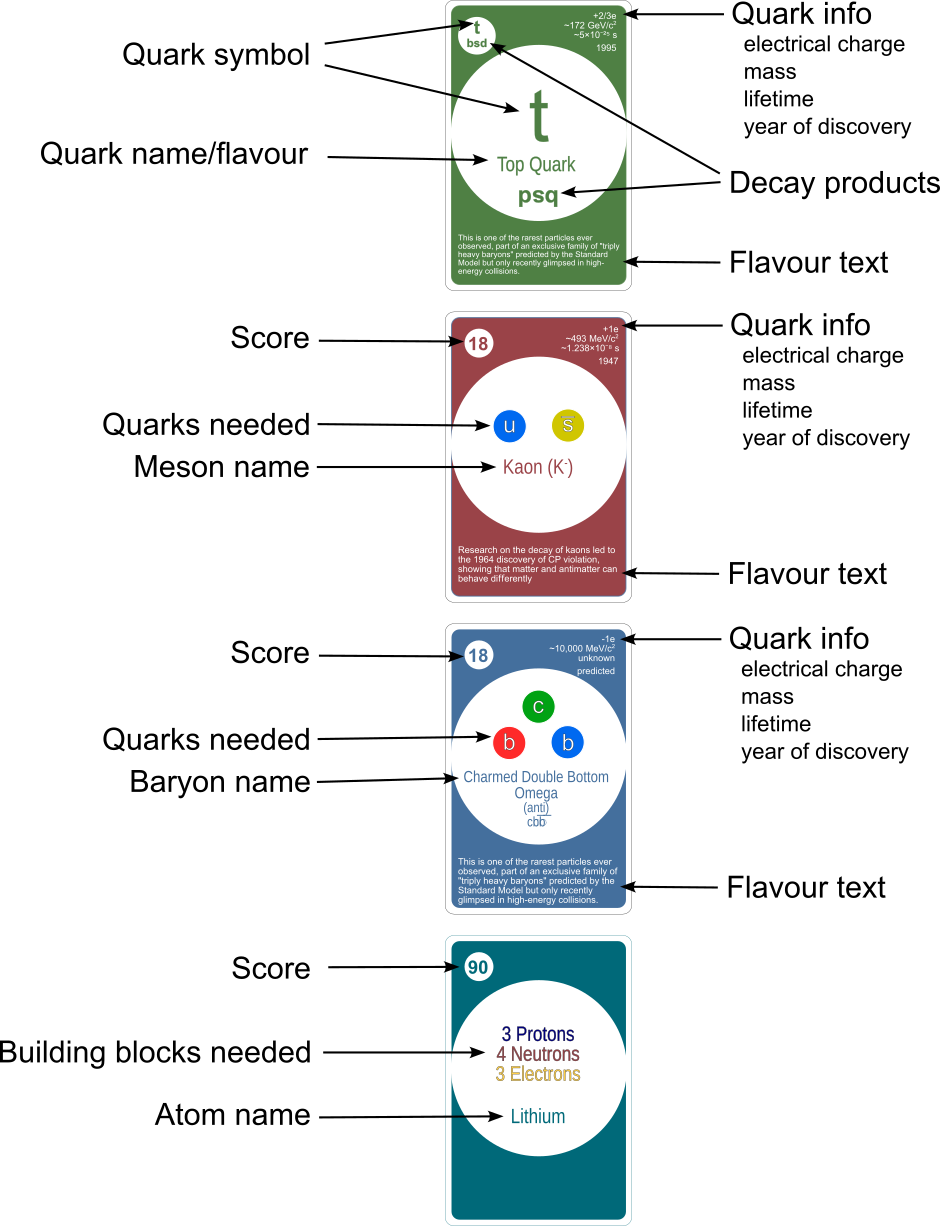 Quark symbol
Quark name/flavour
t
bsd
+2/3e
~172 GeV/c²
~5×10⁻²⁵ s
1995
t
Top Quark
psq
This is one of the rarest particles ever
observed, part of an exclusive family of "triply
heavy baryons" predicted by the Standard
Model but only recently glimpsed in high-
energy collisions.
Quark info
electrical charge
mass
lifetime
year of discovery
Decay products
Flavour text
Score
Quarks needed
Meson name
18
+1e
~493 MeV/c²
~1.238×10⁻⁸ s
1947
u
s̅
Kaon (K⁻)
Research on the decay of kaons led to
the 1964 discovery of CP violation,
showing that matter and antimatter can
behave differently
Quark info
electrical charge
mass
lifetime
year of discovery
Flavour text
Score
Quarks needed
Baryon name
18
-1e
~10,000 MeV/c²
unknown
predicted
c
b
b
Charmed Double Bottom
Omega
(anti)
cb̅b̅
This is one of the rarest particles ever
observed, part of an exclusive family of
"triply heavy baryons" predicted by the
Standard Model but only recently
glimpsed in high-energy collisions.
Quark info
electrical charge
mass
lifetime
year of discovery
Flavour text
Score
Building blocks needed
Atom name
90
3 Protons
4 Neutrons
3 Electrons
Lithium